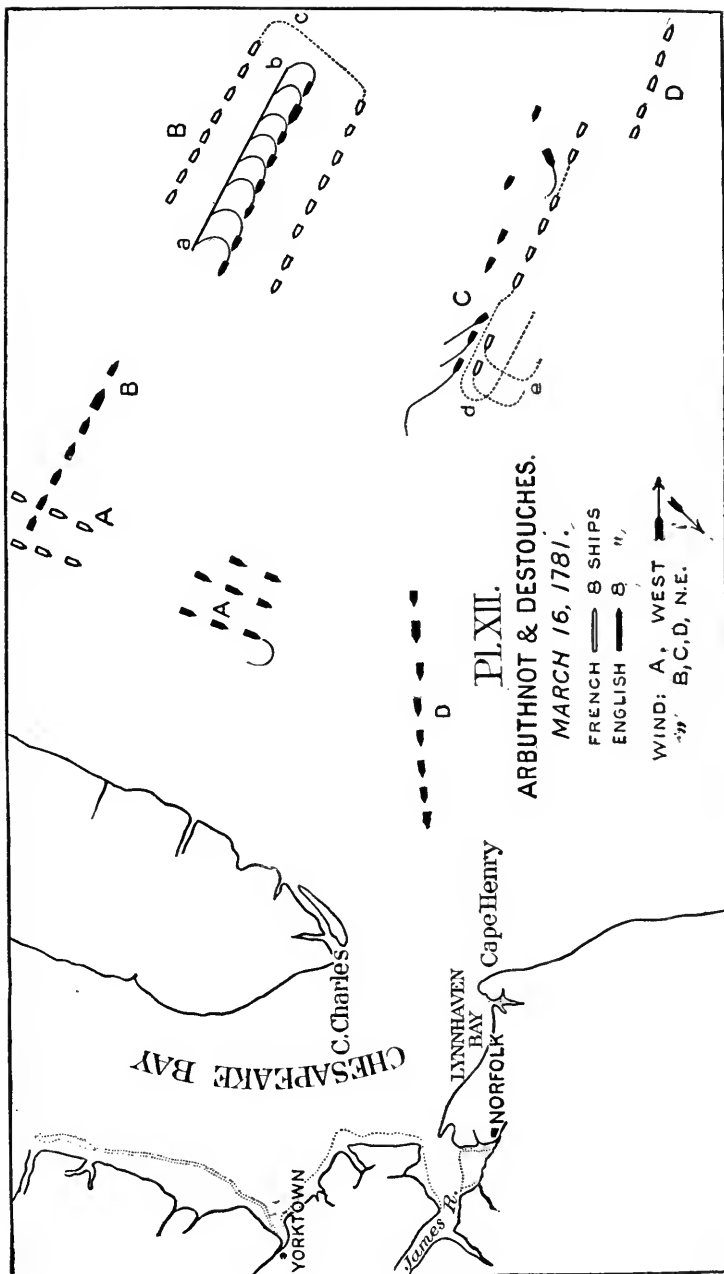 B
c
b
a
B
A
A
C
d
e
D
D
Pl. XII.
ARBUTHNOT & DESTOUCHES.
MARCH 16, 1781.
FRENCH 8 SHIPS
ENGLISH 8 "
WIND: A, WEST
" B, C, D, N.E.
CHESAPEAKE BAY
C. Charles
LYNNHAVEN
BAY
Cape Henry
NORFOLK
YORKTOWN
James R.